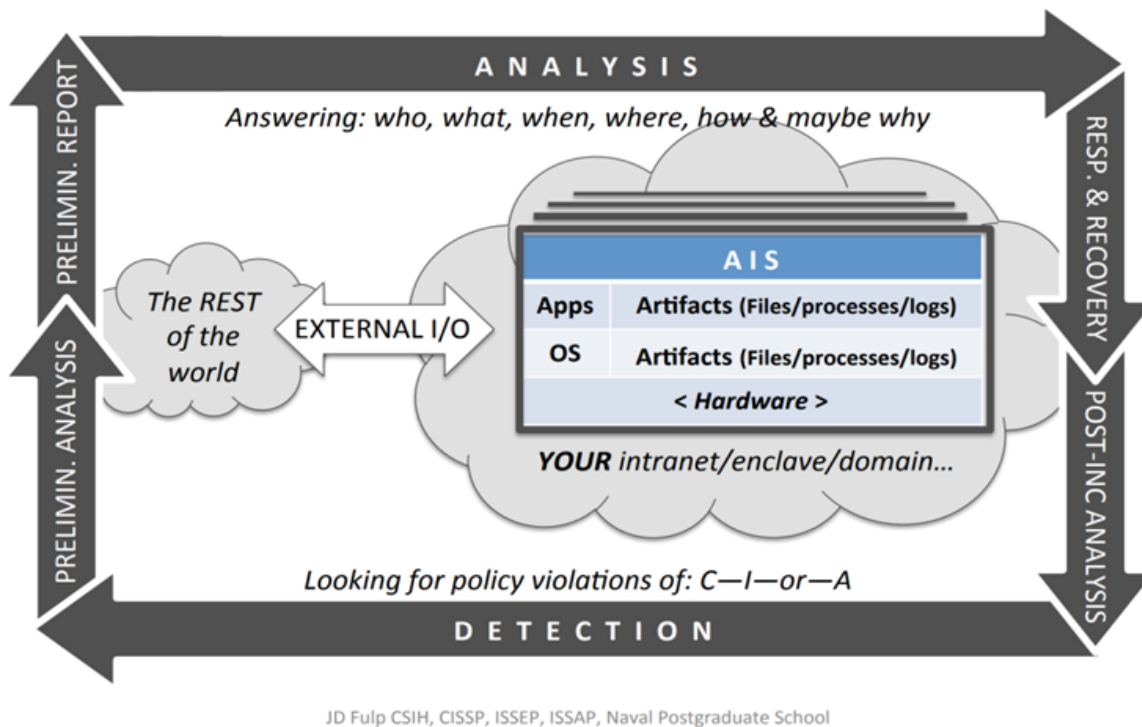 ANALYSIS
Answering: who, what, when, where, how & maybe why
PRELIMIN. REPORT
PRELIMIN. ANALYSIS
RESP. & RECOVERY
POST-INC ANALYSIS
The REST
of the
world
EXTERNAL I/O
AIS
Apps Artifacts (Files/processes/logs)
OS Artifacts (Files/processes/logs)
< Hardware >
YOUR intranet/enclave/domain...
Looking for policy violations of: C—I—or—A
DETECTION
JD Fulp CSIH, CISSP, ISSEP, ISSAP, Naval Postgraduate School